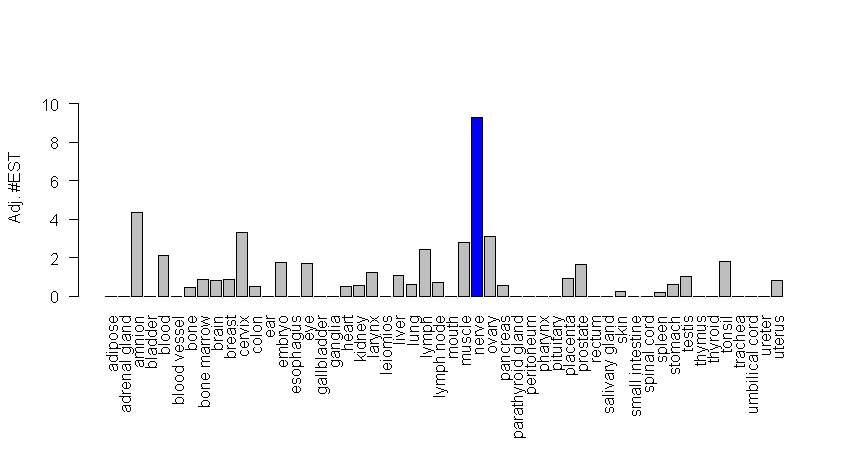 Adj. #EST
10
8
6
4
2
0
adipose
adrenal gland
amnion
bladder
blood
blood vessel
bone
bone marrow
brain
breast
cervix
colon
ear
embryo
esophagus
eye
gallbladder
ganglia
heart
kidney
larynx
leiomios
liver
lung
lymph
lymph node
mouth
muscle
nerve
ovary
pancreas
parathyroid gland
peritoneum
pharynx
pituitary
placenta
prostate
rectum
salivary gland
skin
small intestine
spinal cord
spleen
stomach
testis
thymus
thyroid
tonsil
trachea
umbilical cord
ureter
uterus